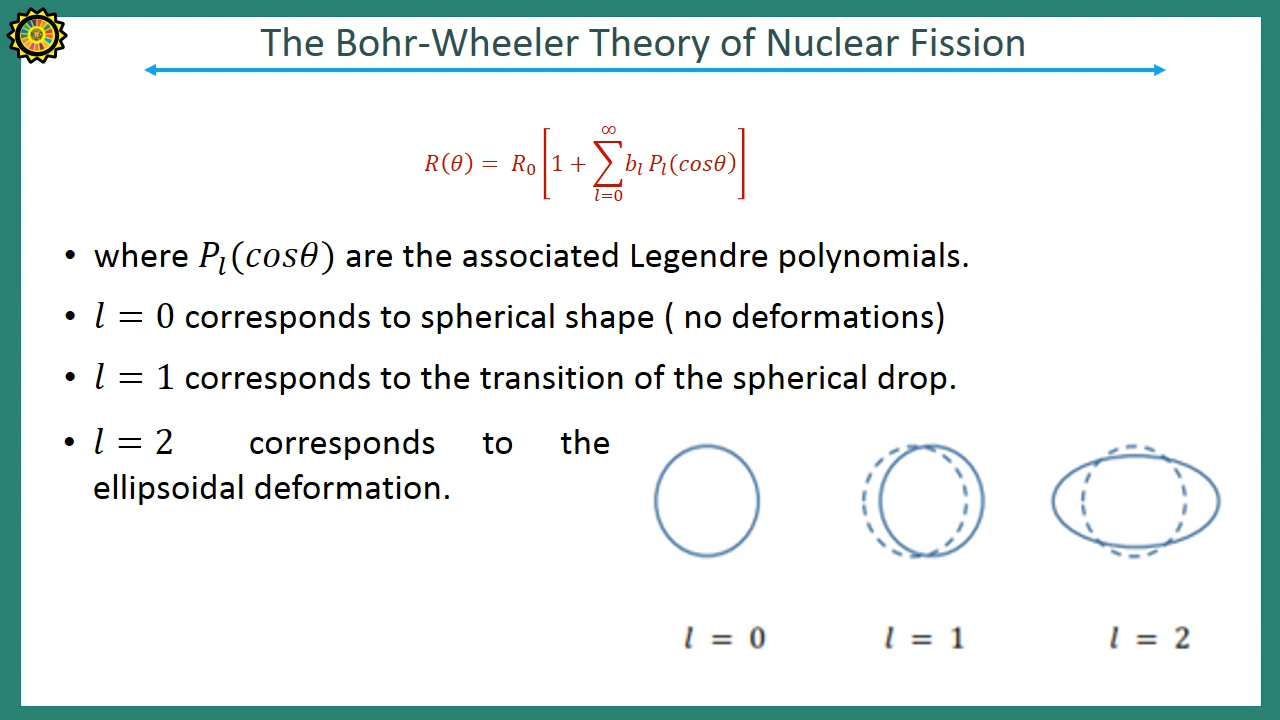 The Bohr-Wheeler Theory of Nuclear Fission
R(θ) = R₀ [1 + ∑_{l=0}^{∞} b_l P_l(cosθ)]
• where P_l(cosθ) are the associated Legendre polynomials.
• l = 0 corresponds to spherical shape ( no deformations)
• l = 1 corresponds to the transition of the spherical drop.
• l = 2 corresponds to the
ellipsoidal deformation.
l = 0 l = 1 l = 2